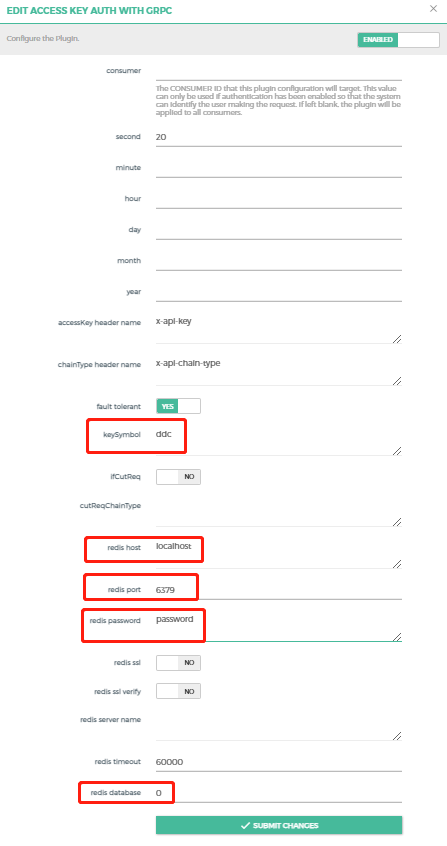 EDIT ACCESS KEY AUTH WITH GRPC
Configure the Plugin.
ENABLED
consumer
The CONSUMER ID that this plugin configuration will target. This value
can only be used if authentication has been enabled so that the system
can identify the user making the request. If left blank, the plugin will be
applied to all consumers.
second 20
minute
hour
day
month
year
accessKey header name x-api-key
chainType header name x-api-chain-type
fault tolerant YES
keySymbol ddc
ifCutReq NO
cutReqChainType
redis host localhost
redis port 6379
redis password password
redis ssl NO
redis ssl verify NO
redis server name
redis timeout 60000
redis database 0
SUBMIT CHANGES